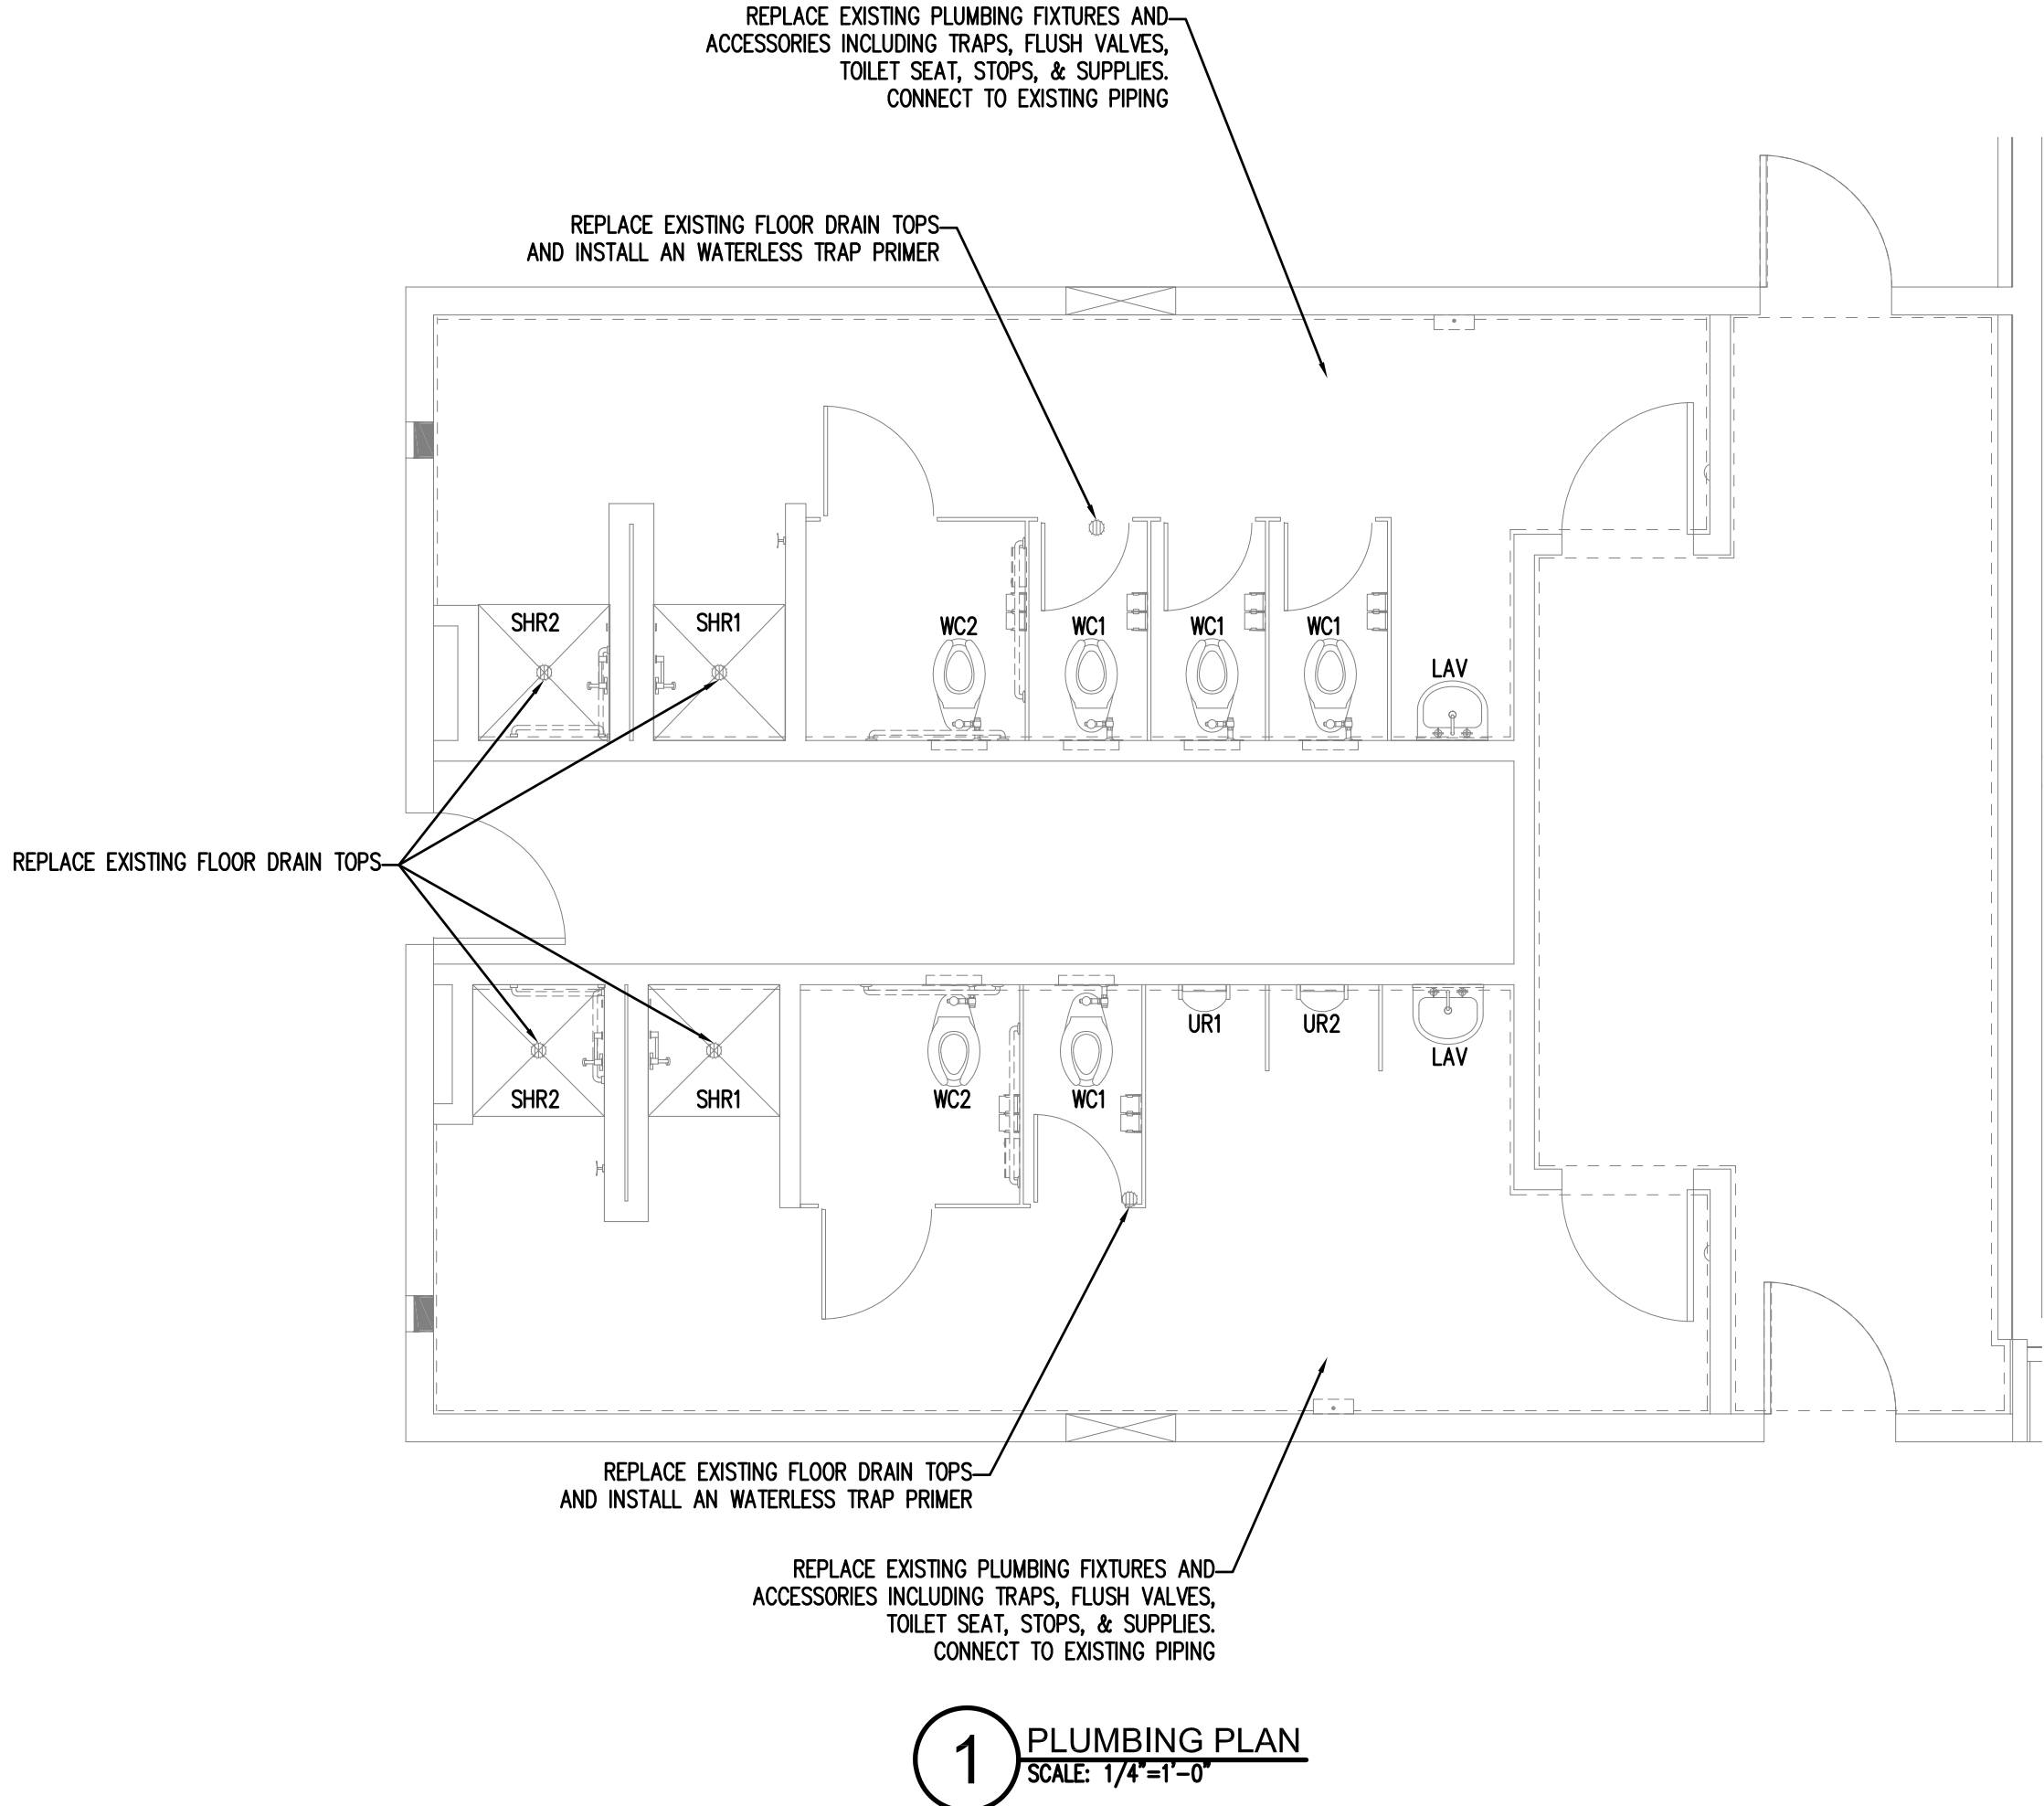 REPLACE EXISTING PLUMBING FIXTURES AND
ACCESSORIES INCLUDING TRAPS, FLUSH VALVES,
TOILET SEAT, STOPS, & SUPPLIES.
CONNECT TO EXISTING PIPING
REPLACE EXISTING FLOOR DRAIN TOPS
AND INSTALL AN WATERLESS TRAP PRIMER
SHR2
SHR1
WC2
WC1
WC1
WC1
LAV
REPLACE EXISTING FLOOR DRAIN TOPS
UR1
UR2
LAV
SHR2
SHR1
WC2
WC1
REPLACE EXISTING FLOOR DRAIN TOPS
AND INSTALL AN WATERLESS TRAP PRIMER
REPLACE EXISTING PLUMBING FIXTURES AND
ACCESSORIES INCLUDING TRAPS, FLUSH VALVES,
TOILET SEAT, STOPS, & SUPPLIES.
CONNECT TO EXISTING PIPING
1
PLUMBING PLAN
SCALE: 1/4"=1'-0"